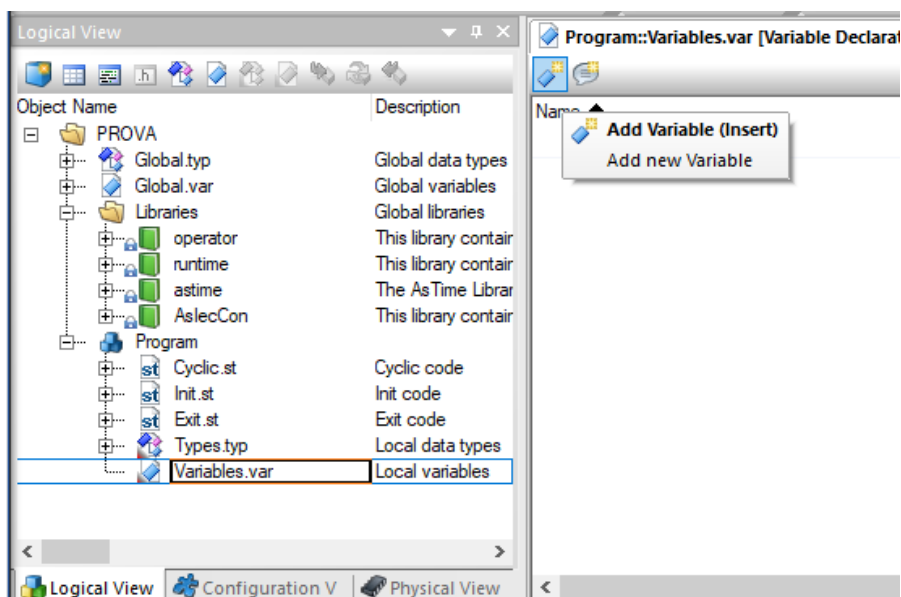 Logical View
Object Name Description
PROVA
Global.typ Global data types
Global.var Global variables
Libraries Global libraries
operator This library contain
runtime This library contain
astime The AsTime Librar
AsIecCon This library contain
Program
Cyclic.st Cyclic code
Init.st Init code
Exit.st Exit code
Types.typ Local data types
Variables.var Local variables
Logical View Configuration V Physical View
Program::Variables.var [Variable Declarat
Name
Add Variable (Insert)
Add new Variable